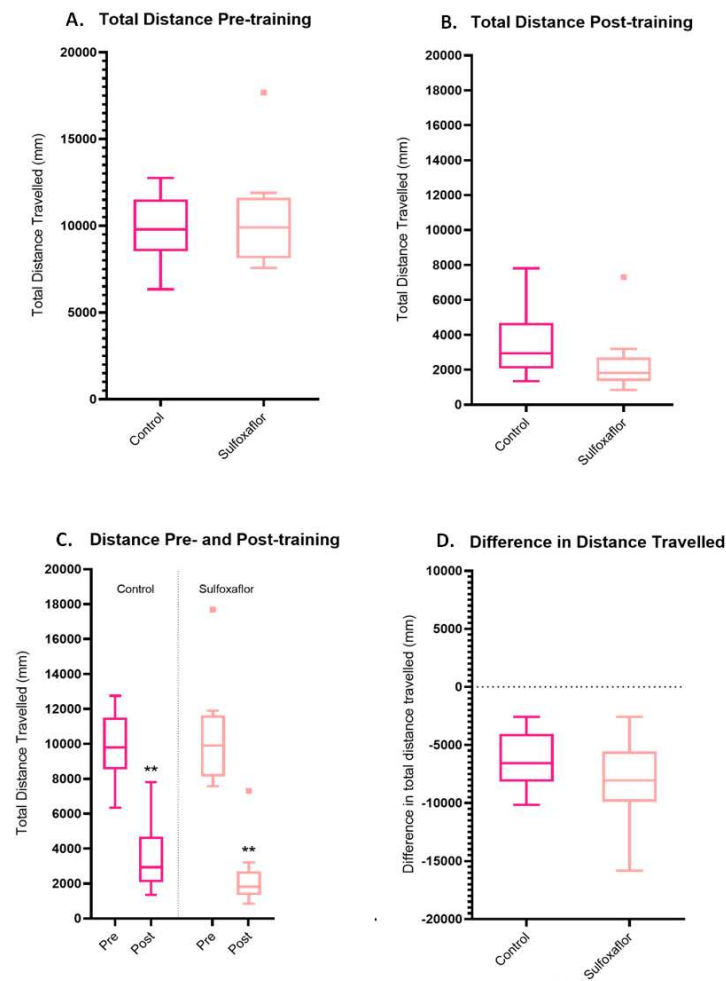 A. Total Distance Pre-training
20000
15000
10000
5000
0
Total Distance Travelled (mm)
Control
Sulfoxaflor
B. Total Distance Post-training
20000
18000
16000
14000
12000
10000
8000
6000
4000
2000
0
Total Distance Travelled (mm)
Control
Sulfoxaflor
C. Distance Pre- and Post-training
20000
18000
16000
14000
12000
10000
8000
6000
4000
2000
0
Total Distance Travelled (mm)
Control
Sulfoxaflor
**
**
Pre
Post
Pre
Post
D. Difference in Distance Travelled
10000
5000
0
-5000
-10000
-15000
-20000
Difference in total distance travelled (mm)
Control
Sulfoxaflor